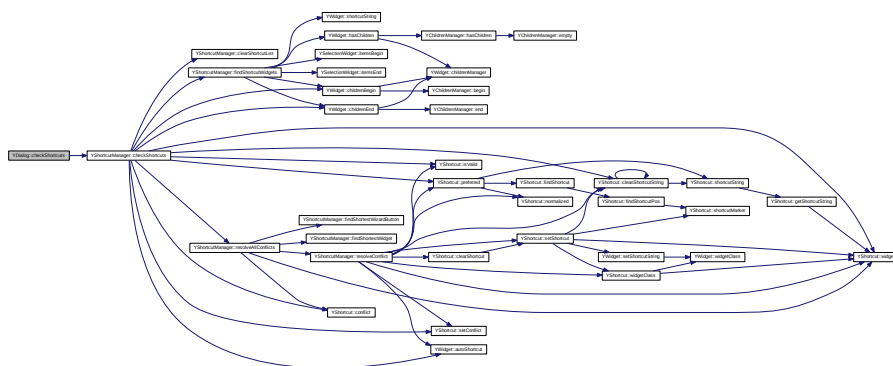 YWidget::shortcutString
YWidget::hasChildren
YChildrenManager::hasChildren
YChildrenManager::empty
YShortcutManager::clearShortcutList
YSelectionWidget::itemsBegin
YShortcutManager::findShortcutWidgets
YSelectionWidget::itemsEnd
YWidget::childrenManager
YWidget::childrenBegin
YChildrenManager::begin
YWidget::childrenEnd
YChildrenManager::end
YDialog::checkShortcuts
YShortcutManager::checkShortcuts
YShortcut::isValid
YShortcut::preferred
YShortcut::findShortcut
YShortcut::cleanShortcutString
YShortcut::shortcutString
YShortcut::normalized
YShortcut::findShortcutPos
YShortcut::getShortcutString
YShortcut::shortcutMarker
YShortcutManager::findShortestWizardButton
YShortcutManager::findShortestWidget
YShortcut::setShortcut
YShortcutManager::resolveAllConflicts
YShortcutManager::resolveConflict
YShortcut::clearShortcut
YWidget::setShortcutString
YWidget::widgetClass
YShortcut::widget
YShortcut::widgetClass
YShortcut::conflict
YShortcut::setConflict
YWidget::autoShortcut